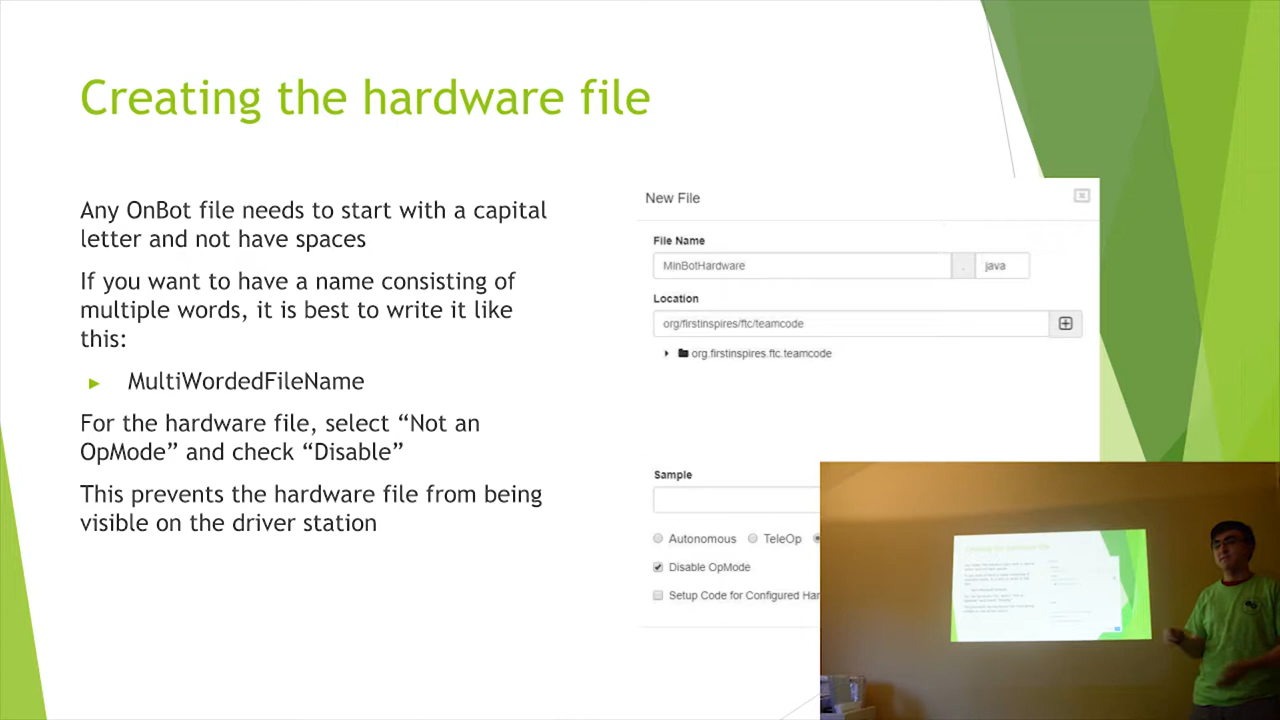 Creating the hardware file
Any OnBot file needs to start with a capital
letter and not have spaces
If you want to have a name consisting of
multiple words, it is best to write it like
this:
MultiWordedFileName
For the hardware file, select “Not an
OpMode” and check “Disable”
This prevents the hardware file from being
visible on the driver station
New File
File Name
MinBotHardware . java
Location
org/firstinspires/ftc/teamcode
org.firstinspires.ftc.teamcode
Sample
Autonomous TeleOp
Disable OpMode
Setup Code for Configured Har
Creating the hardware file